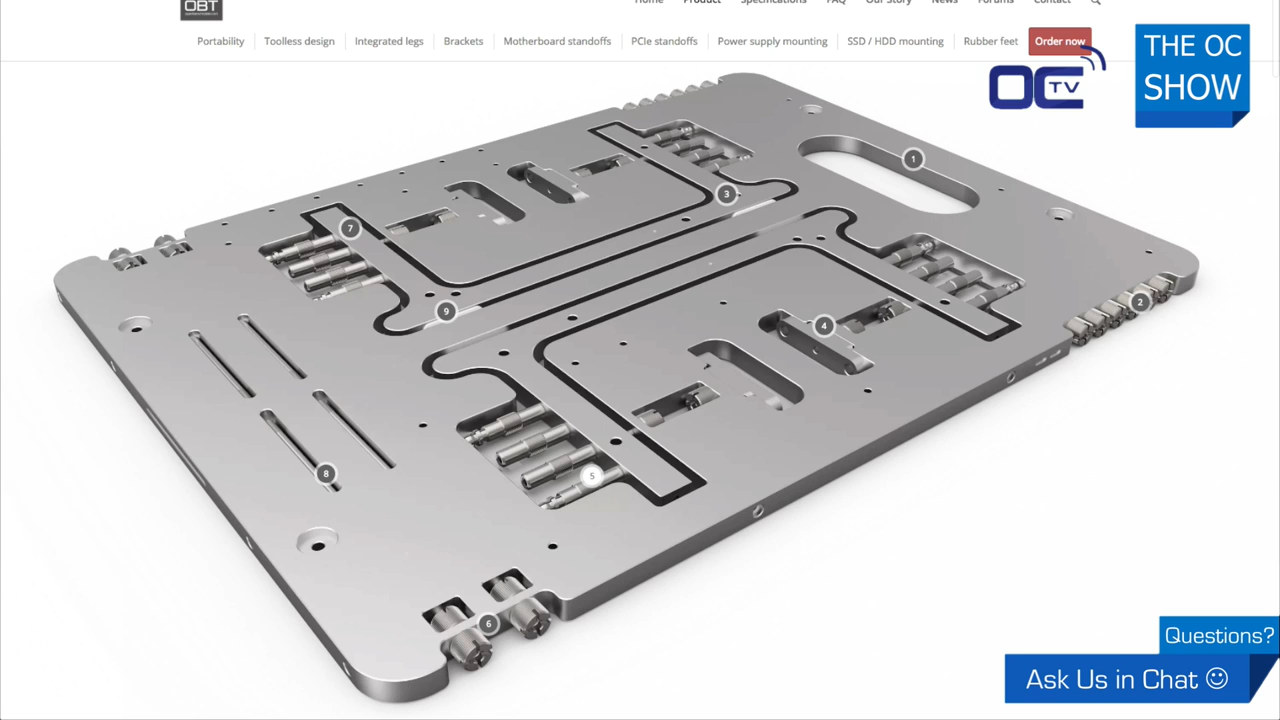 OBT
Home
Product
Specifications
FAQ
Our Story
News
Forums
Contact
Portability
Toolless design
Integrated legs
Brackets
Motherboard standoffs
PCIe standoffs
Power supply mounting
SSD / HDD mounting
Rubber feet
Order now
OC TV
THE OC
SHOW
1
2
3
4
5
6
7
8
9
Questions?
Ask Us in Chat ☺